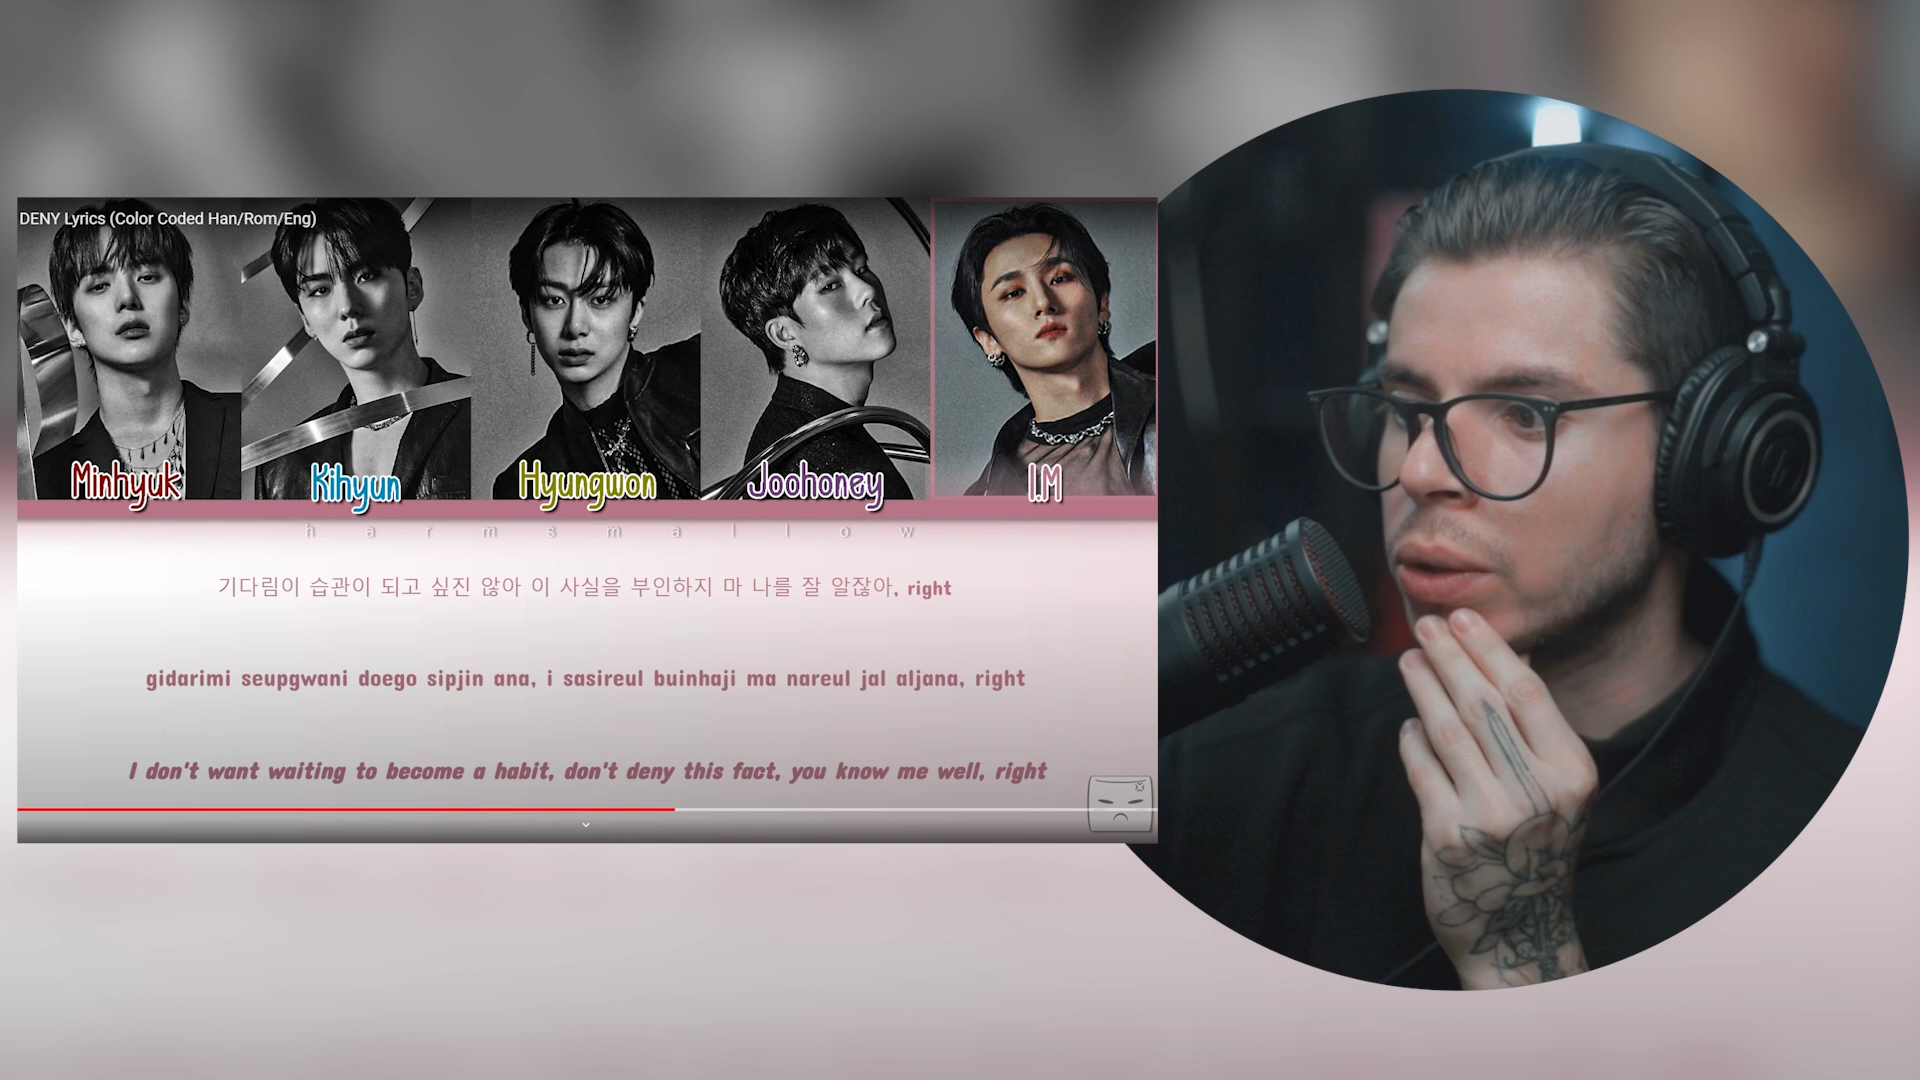 DENY Lyrics (Color Coded Han/Rom/Eng)
Minhyuk
Kihyun
Hyungwon
Joohoney
I.M
harmsmallow
기다림이 습관이 되고 싶진 않아 이 사실을 부인하지 마 나를 잘 알잖아, right
gidarimi seupgwani doego sipjin ana, i sasireul buinhaji ma nareul jal aljana, right
I don't want waiting to become a habit, don't deny this fact, you know me well, right